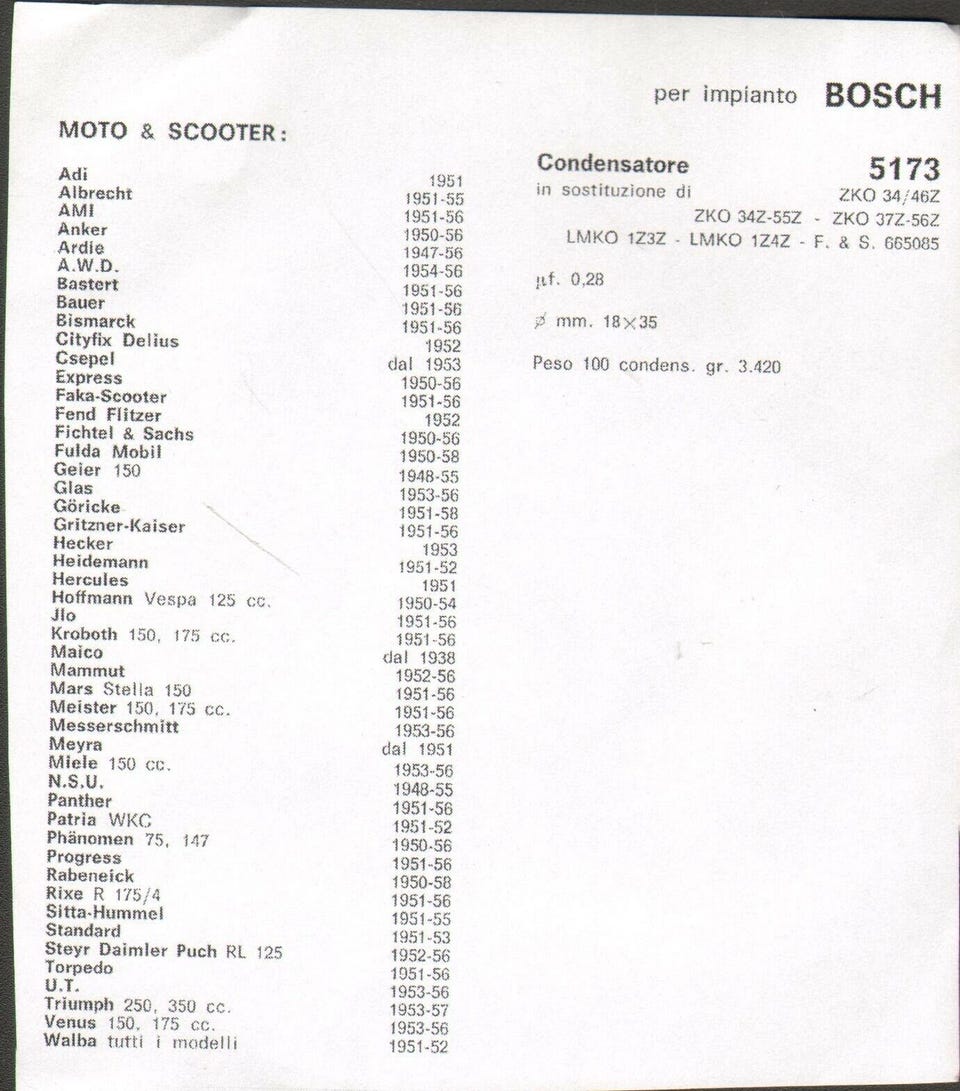 per impianto BOSCH
MOTO & SCOOTER:
Adi 1951
Albrecht 1951-55
AMI 1951-56
Anker 1950-56
Ardie 1947-56
A.W.D. 1954-56
Bastert 1951-56
Bauer 1951-56
Bismarck 1951-56
Cityfix Delius 1952
Csepel dal 1953
Express 1950-56
Faka-Scooter 1951-56
Fend Flitzer 1952
Fichtel & Sachs 1950-56
Fulda Mobil 1950-58
Geier 150 1948-55
Glas 1953-56
Göricke 1951-58
Gritzner-Kaiser 1951-56
Hecker 1953
Heidemann 1951-52
Hercules 1951
Hoffmann Vespa 125 cc. 1950-54
Jlo 1951-56
Kroboth 150, 175 cc. 1951-56
Maico dal 1938
Mammut 1952-56
Mars Stella 150 1951-56
Meister 150, 175 cc. 1951-56
Messerschmitt 1953-56
Meyra dal 1951
Miele 150 cc. 1953-56
N.S.U. 1948-55
Panther 1951-56
Patria WKC 1951-52
Phänomen 75, 147 1950-56
Progress 1951-56
Rabeneick 1950-58
Rixe R 175/4 1951-56
Sitta-Hummel 1951-55
Standard 1951-53
Steyr Daimler Puch RL 125 1952-56
Torpedo 1951-56
U.T. 1953-56
Triumph 250, 350 cc. 1953-57
Venus 150, 175 cc. 1953-56
Walba tutti i modelli 1951-52
Condensatore 5173
in sostituzione di ZKO 34/46Z
ZKO 34Z-55Z - ZKO 37Z-56Z
LMKO 1Z3Z - LMKO 1Z4Z - F. & S. 665085
µf. 0,28
⌀ mm. 18×35
Peso 100 condens. gr. 3.420